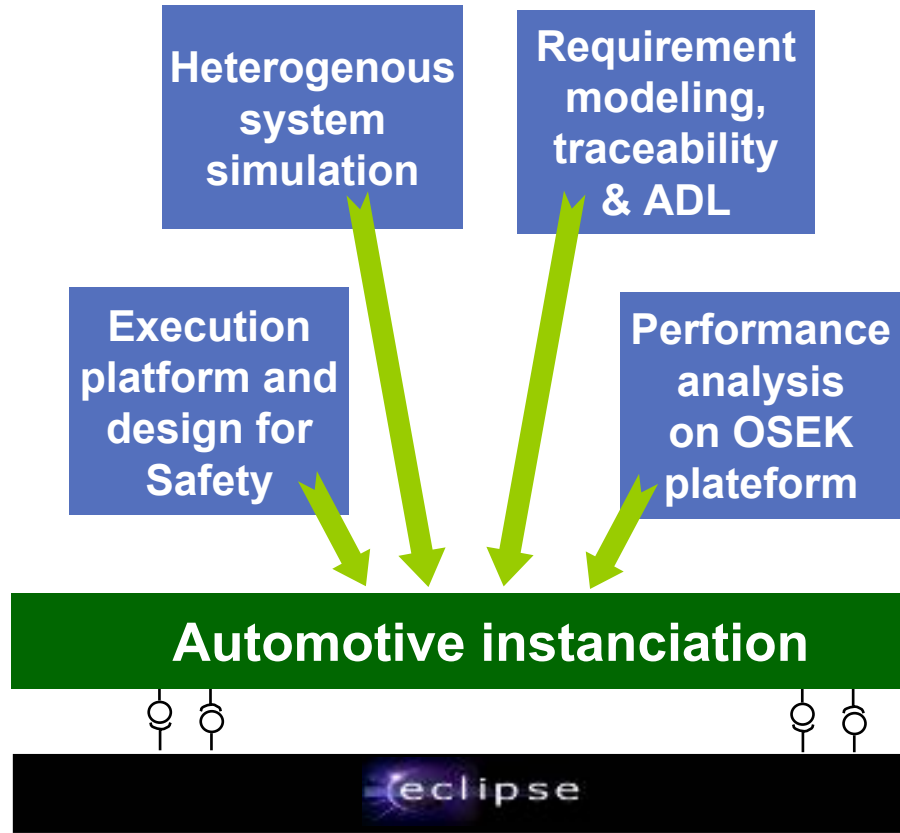 Heterogenous
system
simulation
Requirement
modeling,
traceability
& ADL
Execution
platform and
design for
Safety
Performance
analysis
on OSEK
plateform
Automotive instanciation
eclipse